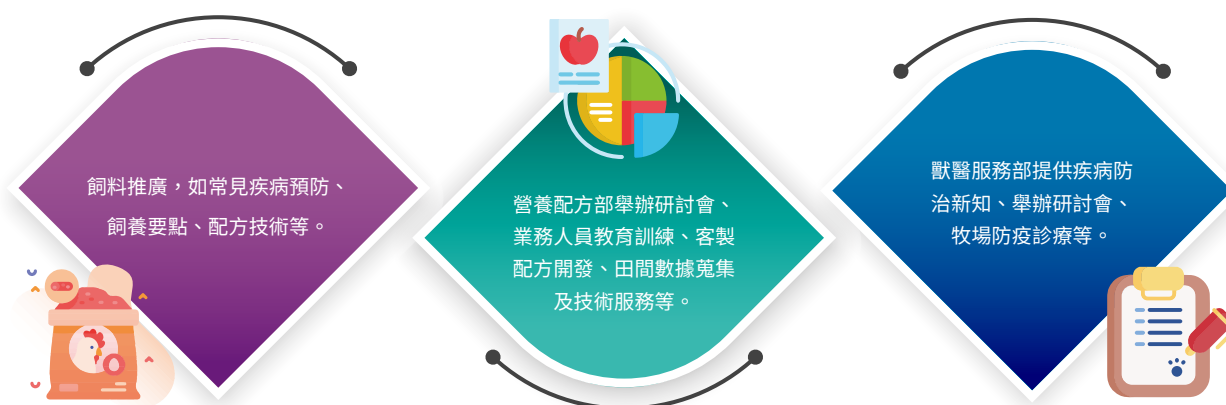 飼料推廣，如常見疾病預防、
飼養要點、配方技術等。
營養配方部舉辦研討會、
業務人員教育訓練、客製
配方開發、田間數據蒐集
及技術服務等。
獸醫服務部提供疾病防
治新知、舉辦研討會、
牧場防疫診療等。